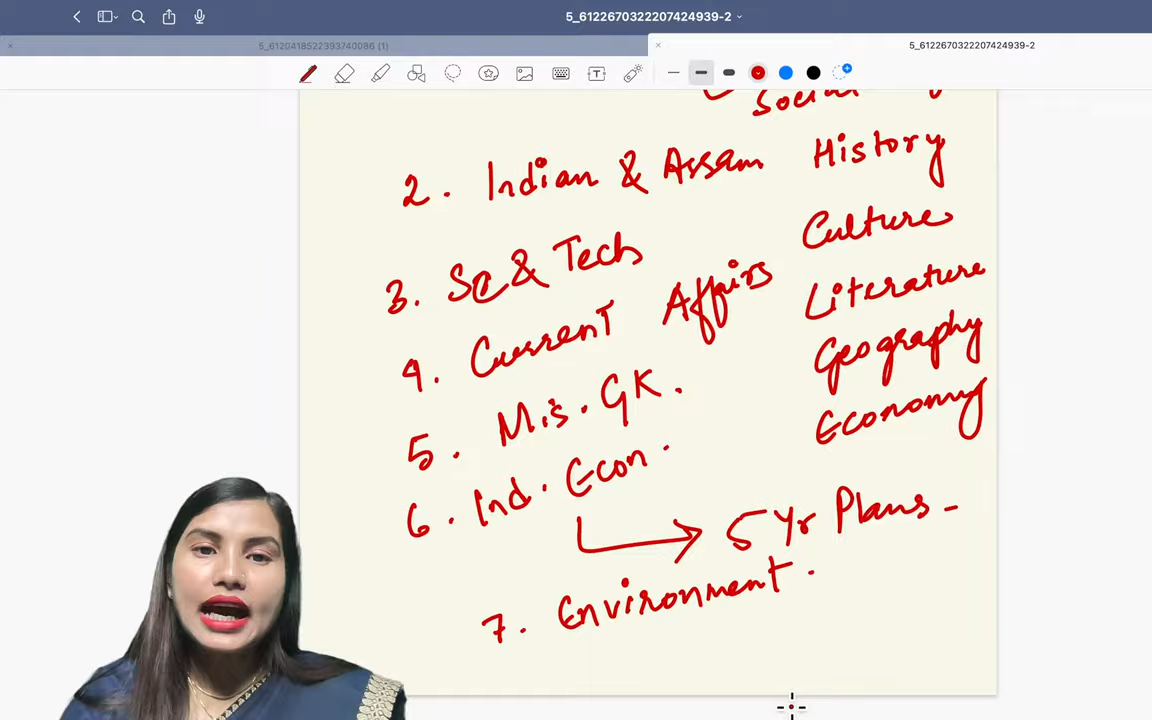 5_6122670322207424939-2
5_6120418522393740086 (1)
5_6122670322207424939-2
Social
2. Indian & Assam History
Culture
3. Sc & Tech
Literature
4. Current Affairs
Geography
5. Mis. GK.
Economy
6. Ind. Econ.
5 Yr Plans -
7. Environment.